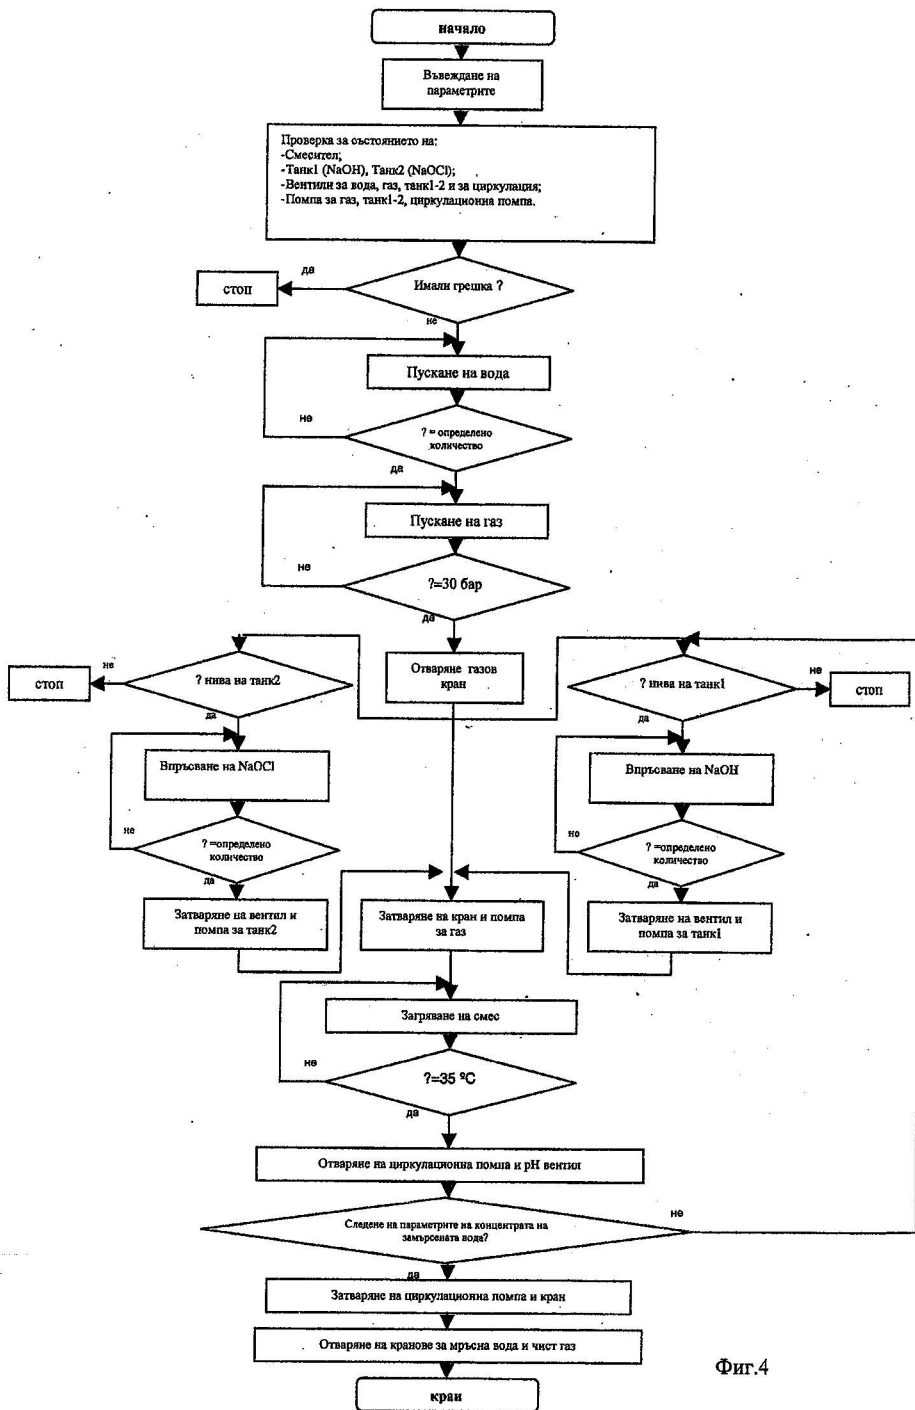 начало
Въвеждане на
параметрите
Проверка за състоянието на:
-Смесител;
-Танк1 (NaOH), Танк2 (NaOCl);
-Вентили за вода, газ, танк1-2 и за циркулация;
-Помпа за газ, танк1-2, циркулационна помпа.
да
Имали грешка ?
стоп
не
Пускане на вода
не
? = определено
количество
да
Пускане на газ
не
?=30 бар
да
не
стоп
? нива на танк2
Отваряне газов
кран
? нива на танк1
не
стоп
да
да
Впръсване на NaOCl
Впръсване на NaOH
не
? =определено
количество
не
? =определено
количество
да
да
Затваряне на вентил и
помпа за танк2
Затваряне на кран и помпа
за газ
Затваряне на вентил и
помпа за танк1
Загряване на смес
не
?=35 ºC
да
Отваряне на циркулационна помпа и pH вентил
не
Следене на параметрите на концентрата на
замърсената вода?
да
Затваряне на циркулационна помпа и кран
Отваряне на кранове за мръсна вода и чист газ
Фиг.4
край